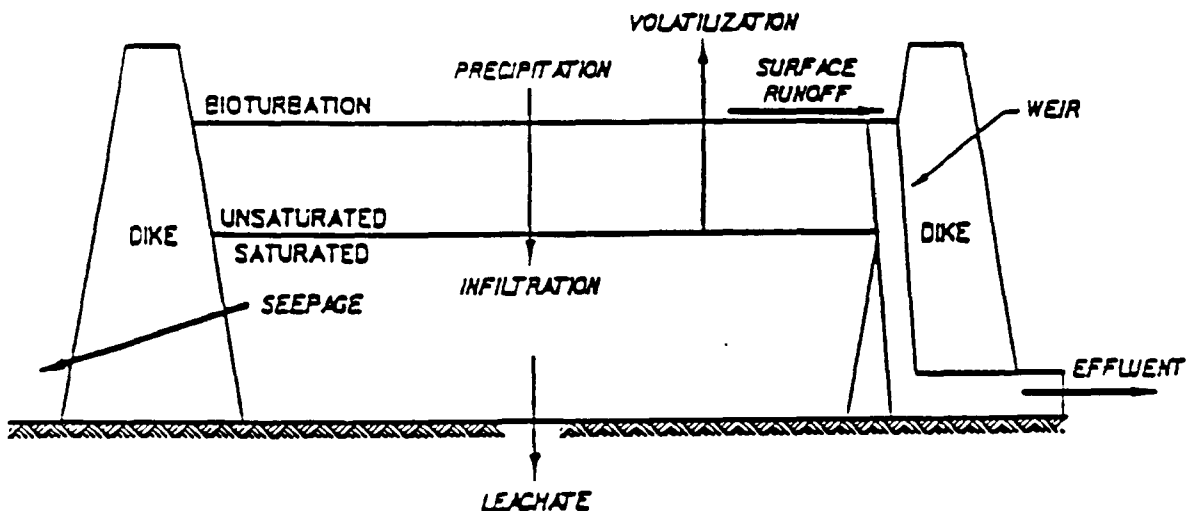 VOLATILIZATION
PRECIPITATION
SURFACE
RUNOFF
BIOTURBATION
WEIR
UNSATURATED
DIKE
DIKE
SATURATED
INFILTRATION
SEEPAGE
EFFLUENT
LEACHATE